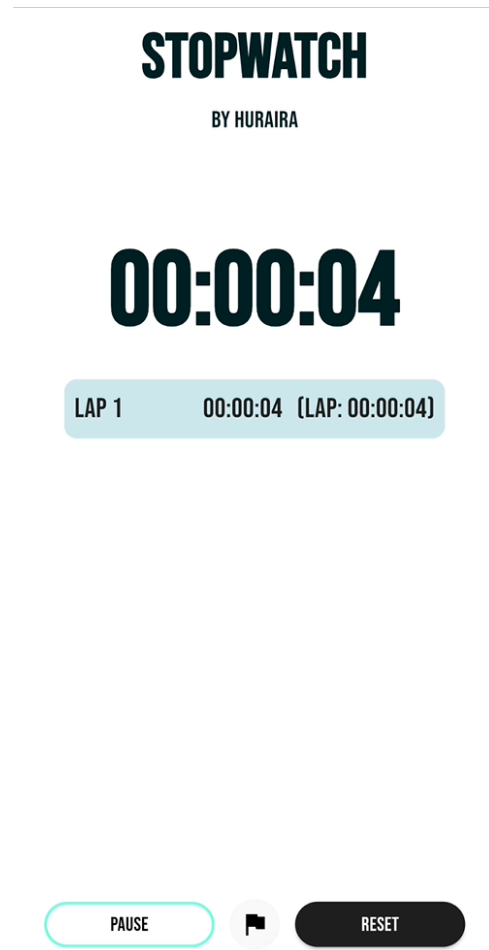 STOPWATCH
BY HURAIRA
00:00:04
LAP 1 00:00:04 (LAP: 00:00:04)
PAUSE RESET